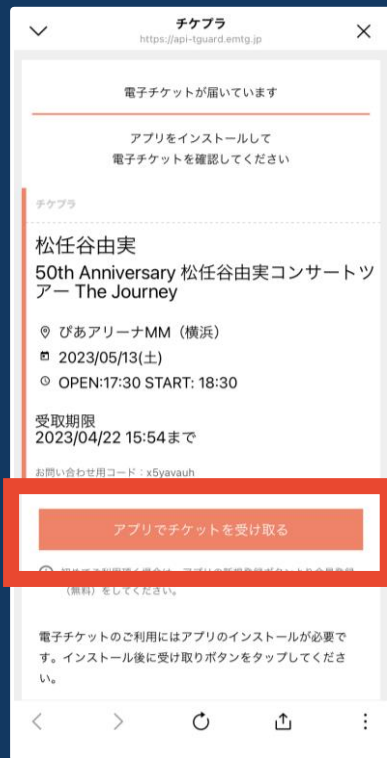 チケプラ
https://api-tguard.emtg.jp
電子チケットが届いています
アプリをインストールして
電子チケットを確認してください
チケプラ
松任谷由実
50th Anniversary 松任谷由実コンサートツ
アー The Journey
ぴあアリーナMM（横浜）
2023/05/13(土)
OPEN:17:30 START: 18:30
受取期限
2023/04/22 15:54まで
お問い合わせ用コード：x5yavauh
アプリでチケットを受け取る
（無料）をしてください。
電子チケットのご利用にはアプリのインストールが必要で
す。インストール後に受け取りボタンをタップしてくださ
い。